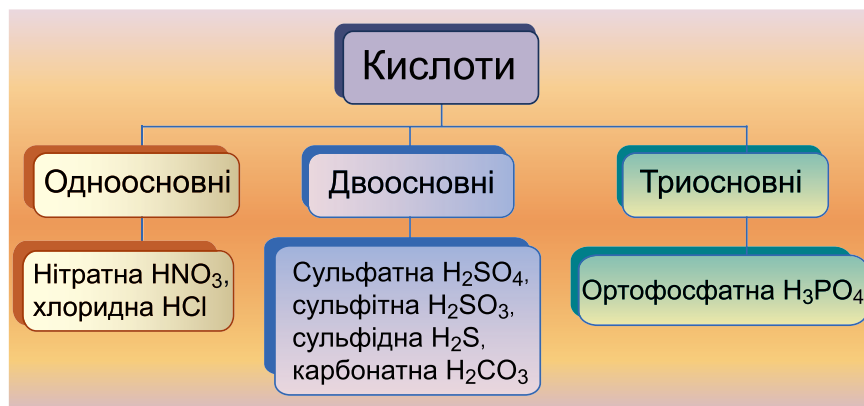 Кислоти
Одноосновні
Двоосновні
Триосновні
Нітратна HNO₃,
хлоридна HCl
Сульфатна H₂SO₄,
сульфітна H₂SO₃,
сульфідна H₂S,
карбонатна H₂CO₃
Ортофосфатна H₃PO₄